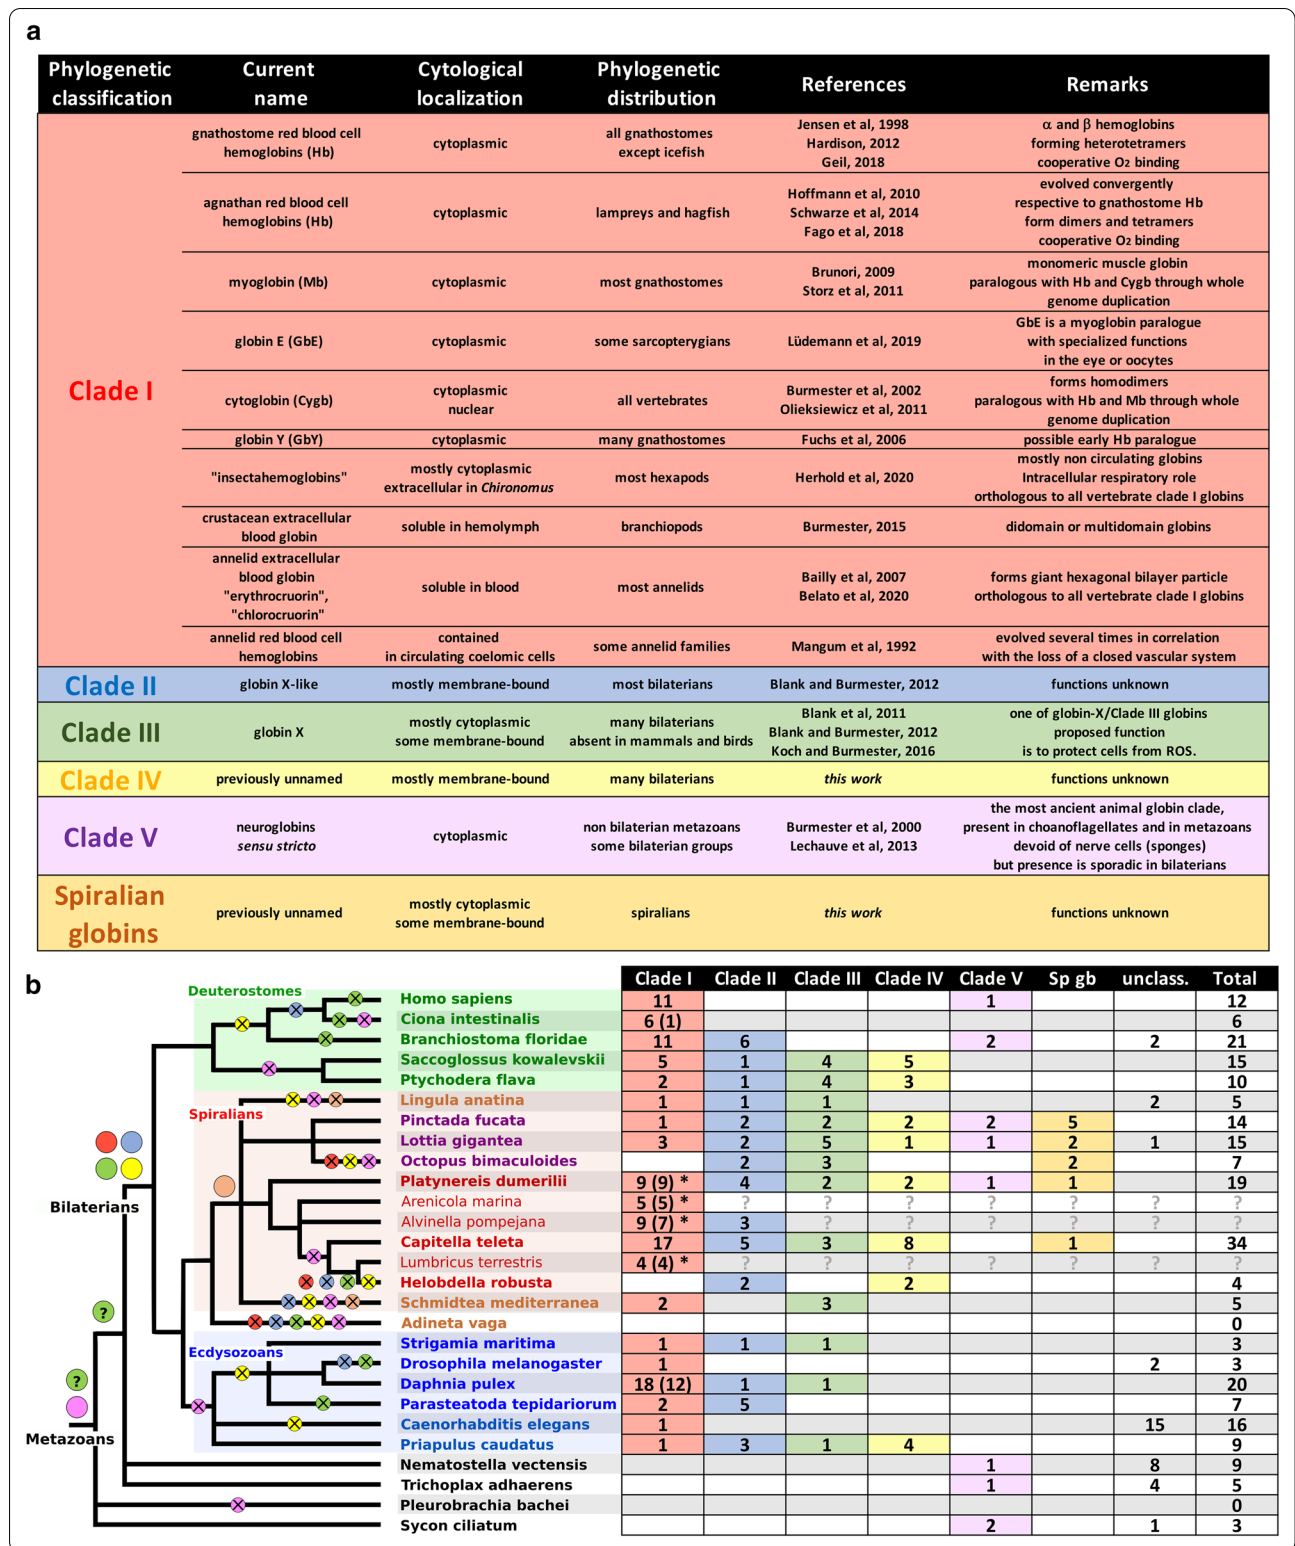 a
Phylogenetic classification | Current name | Cytological localization | Phylogenetic distribution | References | Remarks
Clade I
gnathostome red blood cell hemoglobins (Hb) | cytoplasmic | all gnathostomes except icefish | Jensen et al, 1998 Hardison, 2012 Geil, 2018 | α and β hemoglobins forming heterotetramers cooperative O2 binding
agnathan red blood cell hemoglobins (Hb) | cytoplasmic | lampreys and hagfish | Hoffmann et al, 2010 Schwarze et al, 2014 Fago et al, 2018 | evolved convergently respective to gnathostome Hb form dimers and tetramers cooperative O2 binding
myoglobin (Mb) | cytoplasmic | most gnathostomes | Brunori, 2009 Storz et al, 2011 | monomeric muscle globin paralogous with Hb and Cygb through whole genome duplication
globin E (GbE) | cytoplasmic | some sarcopterygians | Lüdemann et al, 2019 | GbE is a myoglobin paralogue with specialized functions in the eye or oocytes
cytoglobin (Cygb) | cytoplasmic nuclear | all vertebrates | Burmester et al, 2002 Olieksiewicz et al, 2011 | forms homodimers paralogous with Hb and Mb through whole genome duplication
globin Y (GbY) | cytoplasmic | many gnathostomes | Fuchs et al, 2006 | possible early Hb paralogue
"insectahemoglobins" | mostly cytoplasmic extracellular in Chironomus | most hexapods | Herhold et al, 2020 | mostly non circulating globins Intracellular respiratory role orthologous to all vertebrate clade I globins
crustacean extracellular blood globin | soluble in hemolymph | branchiopods | Burmester, 2015 | didomain or multidomain globins
annelid extracellular blood globin "erythrocruorin", "chlorocruorin" | soluble in blood | most annelids | Bailly et al, 2007 Belato et al, 2020 | forms giant hexagonal bilayer particle orthologous to all vertebrate clade I globins
annelid red blood cell hemoglobins | contained in circulating coelomic cells | some annelid families | Mangum et al, 1992 | evolved several times in correlation with the loss of a closed vascular system
Clade II | globin X-like | mostly membrane-bound | most bilaterians | Blank and Burmester, 2012 | functions unknown
Clade III | globin X | mostly cytoplasmic some membrane-bound | many bilaterians absent in mammals and birds | Blank et al, 2011 Blank and Burmester, 2012 Koch and Burmester, 2016 | one of globin-X/Clade III globins proposed function is to protect cells from ROS.
Clade IV | previously unnamed | mostly membrane-bound | many bilaterians | this work | functions unknown
Clade V | neuroglobins sensu stricto | cytoplasmic | non bilaterian metazoans some bilaterian groups | Burmester et al, 2000 Lechauve et al, 2013 | the most ancient animal globin clade, present in choanoflagellates and in metazoans devoid of nerve cells (sponges) but presence is sporadic in bilaterians
Spiralian globins | previously unnamed | mostly cytoplasmic some membrane-bound | spiralians | this work | functions unknown
b
Clade I | Clade II | Clade III | Clade IV | Clade V | Sp gb | unclass. | Total
Deuterostomes
Homo sapiens | 11 | 1 | 12
Ciona intestinalis | 6 (1) | 6
Branchiostoma floridae | 11 | 6 | 2 | 2 | 21
Saccoglossus kowalevskii | 5 | 1 | 4 | 5 | 15
Ptychodera flava | 2 | 1 | 4 | 3 | 10
Spiralians
Lingula anatina | 1 | 1 | 1 | 2 | 5
Pinctada fucata | 1 | 2 | 2 | 2 | 2 | 5 | 14
Lottia gigantea | 3 | 2 | 5 | 1 | 1 | 2 | 1 | 15
Octopus bimaculoides | 2 | 3 | 2 | 7
Platynereis dumerilii | 9 (9) * | 4 | 2 | 2 | 1 | 1 | 19
Arenicola marina | 5 (5) * | ? | ? | ? | ? | ? | ? | ?
Alvinella pompejana | 9 (7) * | 3 | ? | ? | ? | ? | ? | ?
Capitella teleta | 17 | 5 | 3 | 8 | 1 | 34
Lumbricus terrestris | 4 (4) * | ? | ? | ? | ? | ? | ? | ?
Helobdella robusta | 2 | 2 | 4
Schmidtea mediterranea | 2 | 3 | 5
Adineta vaga | 0
Ecdysozoans
Strigamia maritima | 1 | 1 | 1 | 3
Drosophila melanogaster | 1 | 2 | 3
Daphnia pulex | 18 (12) | 1 | 1 | 20
Parasteatoda tepidariorum | 2 | 5 | 7
Caenorhabditis elegans | 1 | 15 | 16
Priapulus caudatus | 1 | 3 | 1 | 4 | 9
Nematostella vectensis | 1 | 8 | 9
Trichoplax adhaerens | 1 | 4 | 5
Pleurobrachia bachei | 0
Sycon ciliatum | 2 | 1 | 3
Bilaterians
?
?
Metazoans